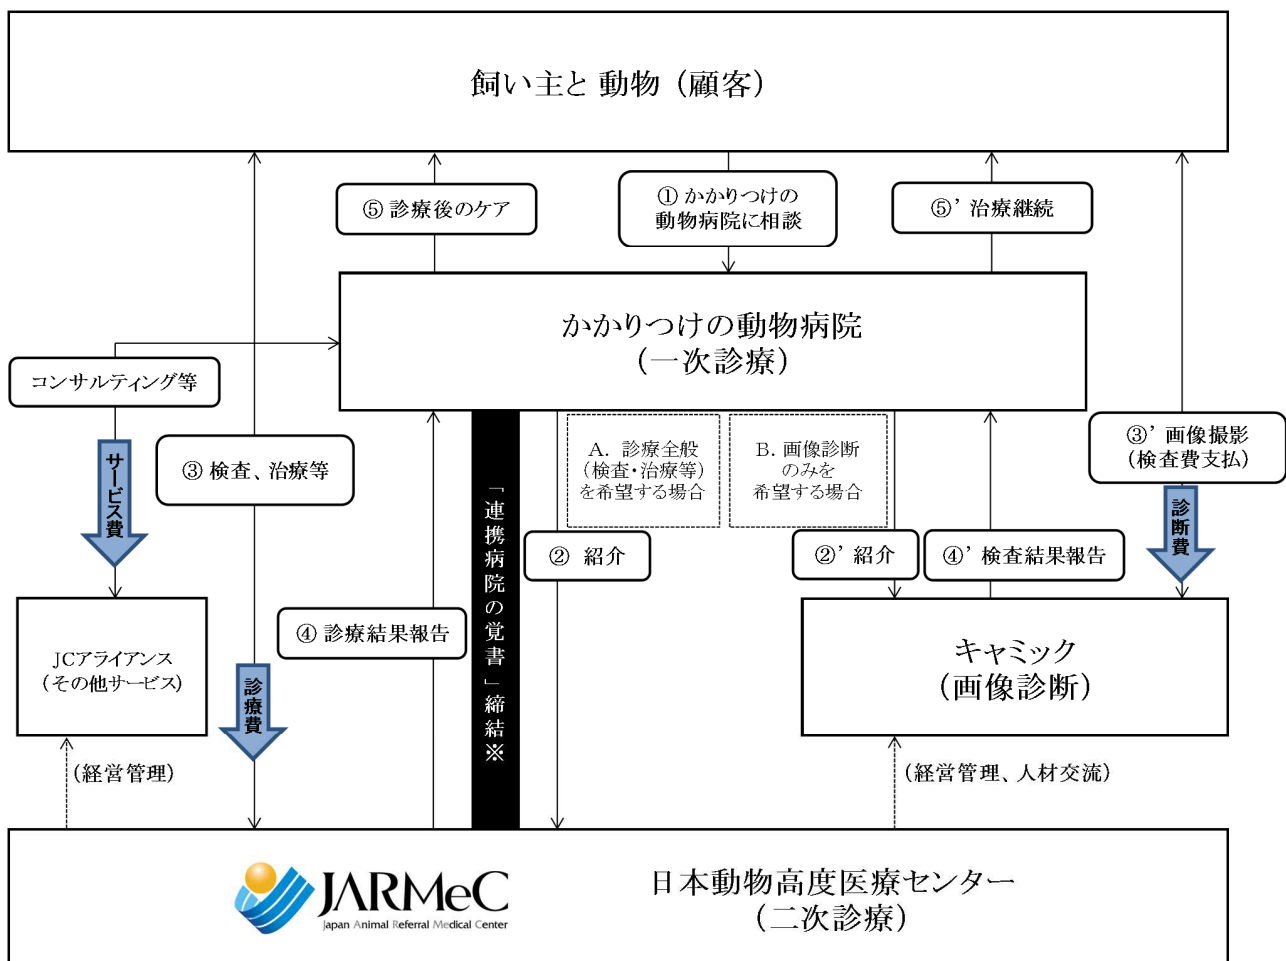 飼い主と 動物（顧客）
⑤ 診療後のケア
① かかりつけの
動物病院に相談
⑤’ 治療継続
かかりつけの動物病院
（一次診療）
コンサルティング等
サービス費
③ 検査、治療等
A．診療全般
（検査・治療等）
を希望する場合
B．画像診断
のみを
希望する場合
③’ 画像撮影
（検査費支払）
診断費
「連携病院の覚書」締結※
② 紹介
②’ 紹介
④’ 検査結果報告
④ 診療結果報告
JCアライアンス
（その他サービス）
診療費
キャミック
（画像診断）
（経営管理）
（経営管理、人材交流）
JARMeC
Japan Animal Referral Medical Center
日本動物高度医療センター
（二次診療）